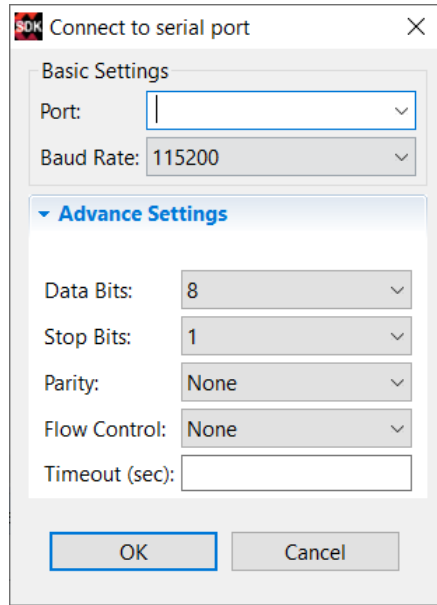 SDK Connect to serial port
Basic Settings
Port:
Baud Rate: 115200
Advance Settings
Data Bits: 8
Stop Bits: 1
Parity: None
Flow Control: None
Timeout (sec):
OK Cancel